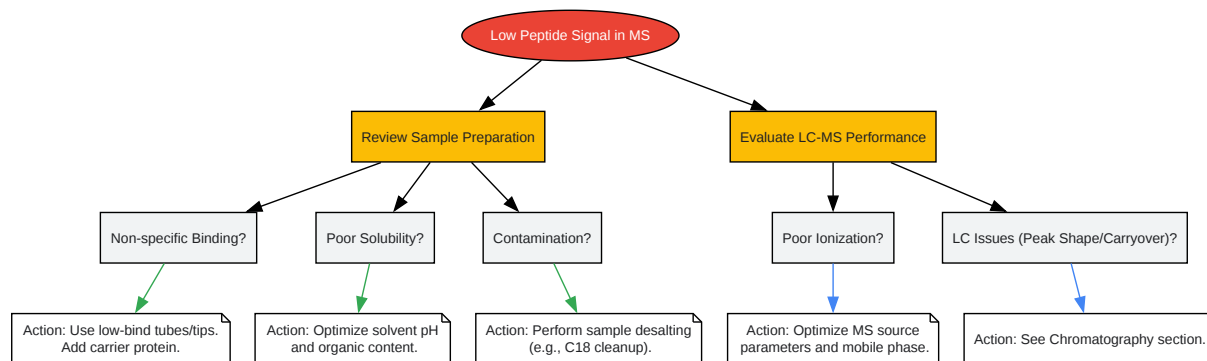 Low Peptide Signal in MS
Review Sample Preparation
Evaluate LC-MS Performance
Non-specific Binding?
Poor Solubility?
Contamination?
Poor Ionization?
LC Issues (Peak Shape/Carryover)?
Action: Use low-bind tubes/tips.
Add carrier protein.
Action: Optimize solvent pH
and organic content.
Action: Perform sample desalting
(e.g., C18 cleanup).
Action: Optimize MS source
parameters and mobile phase.
Action: See Chromatography section.